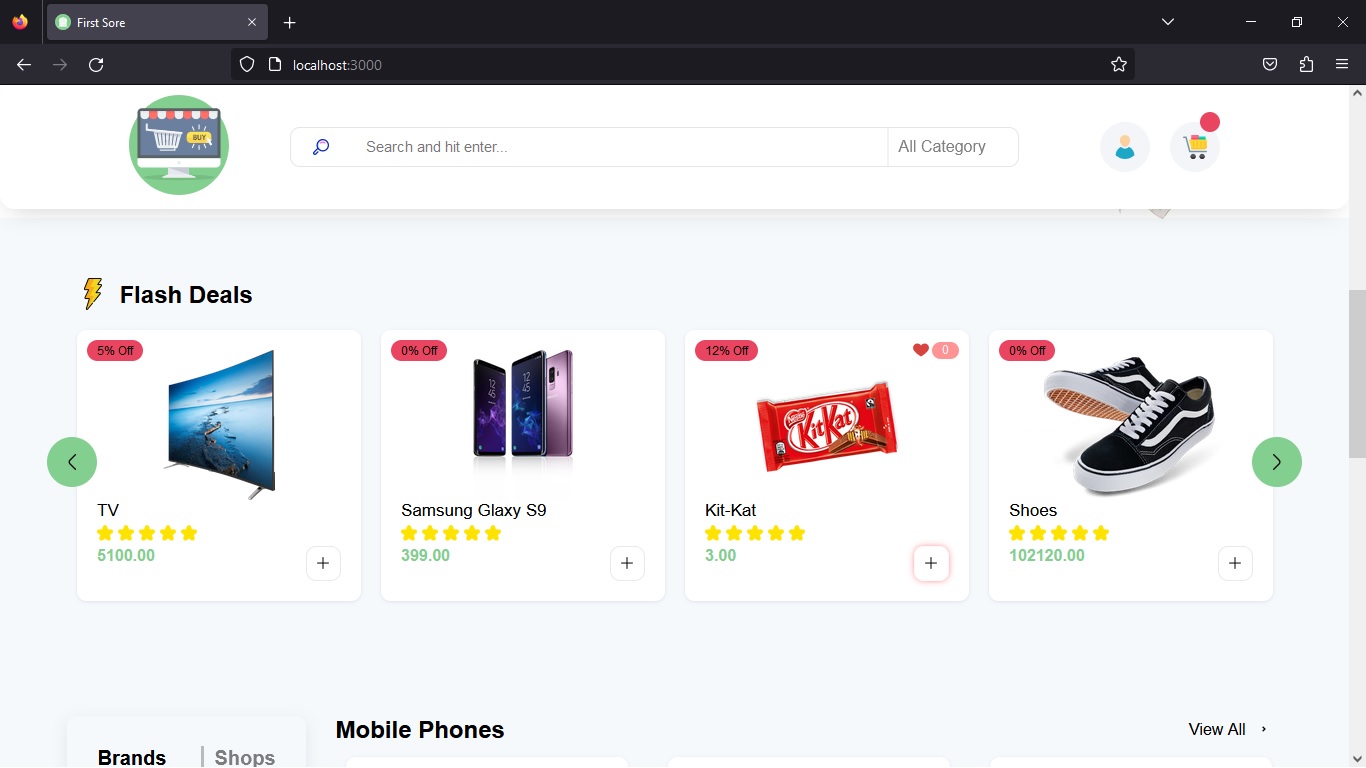 First Sore
localhost:3000
BUY
Search and hit enter...
All Category
Flash Deals
5% Off
0% Off
12% Off
0
0% Off
Nestle
KitKat
TV
Samsung Glaxy S9
Kit-Kat
Shoes
5100.00
399.00
3.00
102120.00
Mobile Phones
View All
Brands
Shops